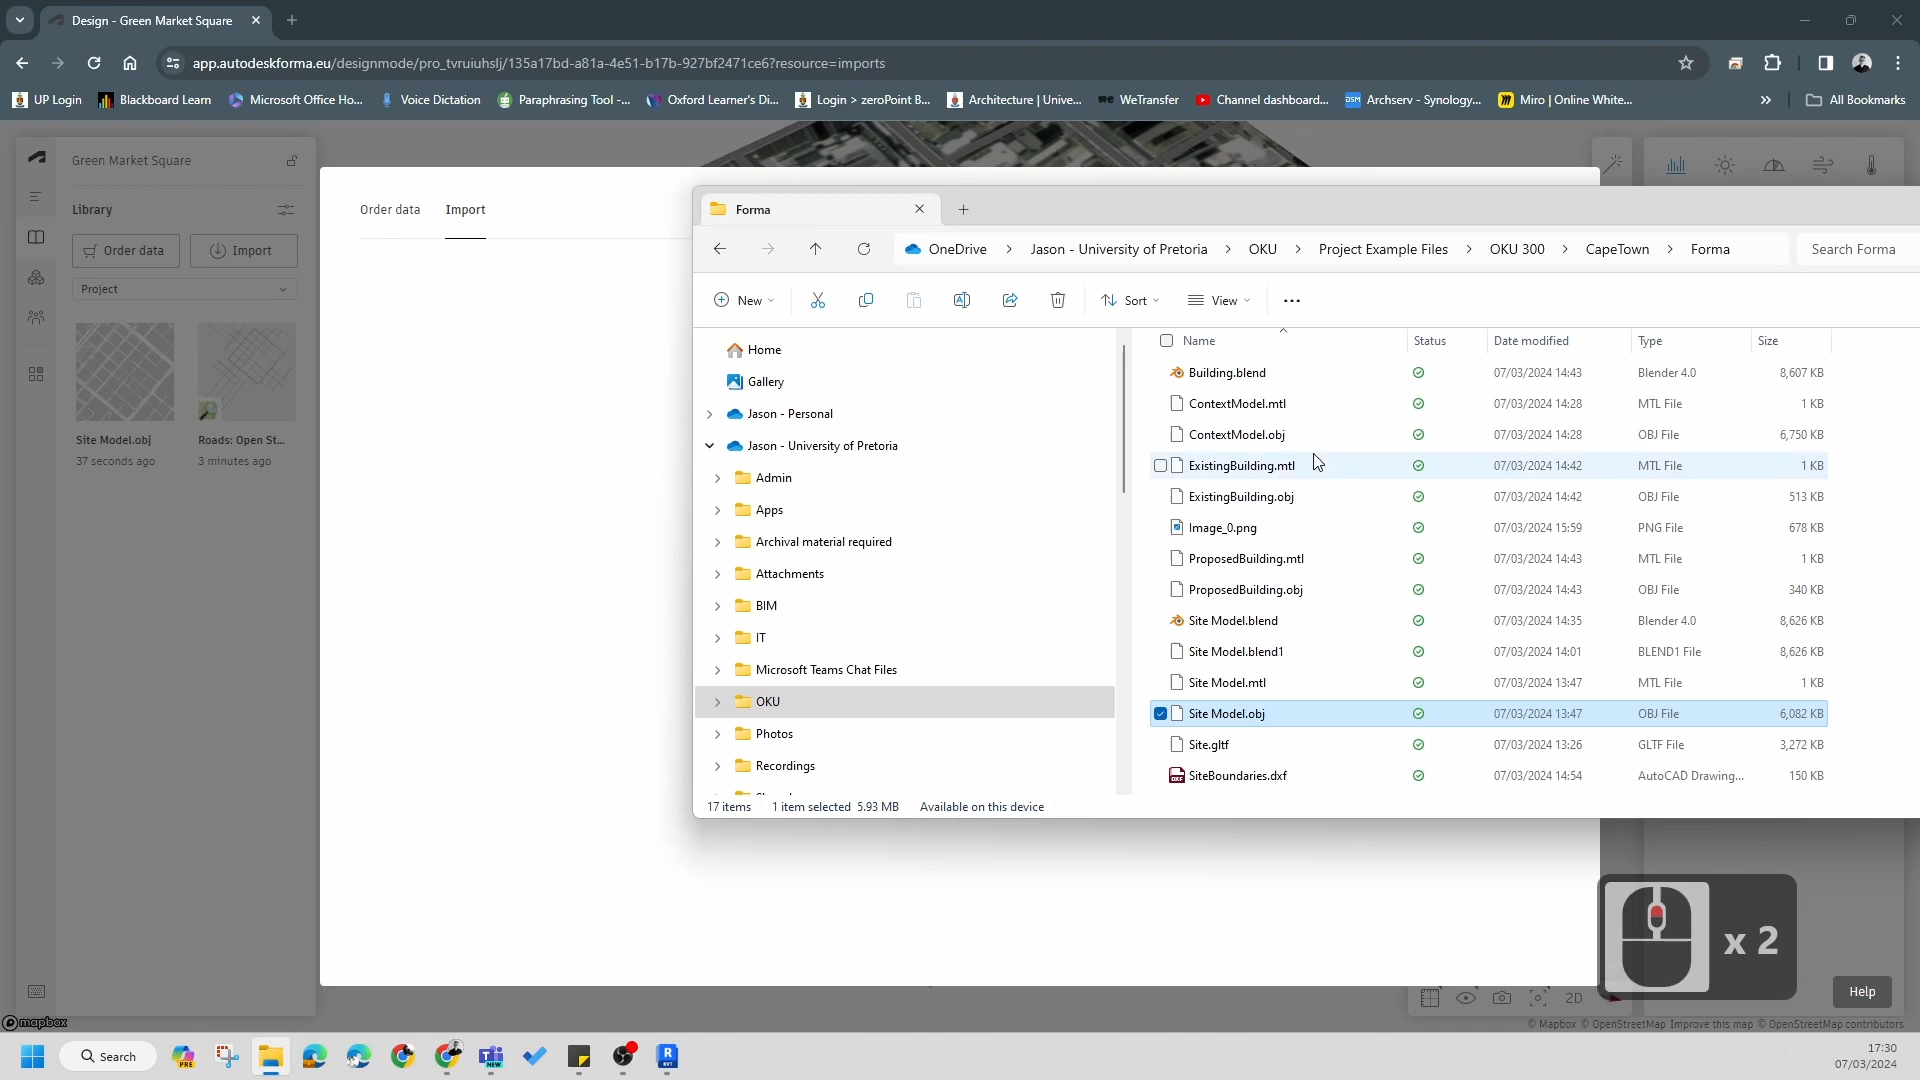 Design - Green Market Square
app.autodeskforma.eu/designmode/pro_tvruiuhslj/135a17bd-a81a-4e51-b17b-927bf2471ce6?resource=imports
UP Login
Blackboard Learn
Microsoft Office Ho...
Voice Dictation
Paraphrasing Tool -...
Oxford Learner's Di...
Login > zeroPoint B...
Architecture | Unive...
WeTransfer
Channel dashboard...
Archserv - Synology...
Miro | Online White...
All Bookmarks
Green Market Square
Library
Order data
Import
Project
Site Model.obj
37 seconds ago
Roads: Open St...
3 minutes ago
Order data
Import
Forma
OneDrive > Jason - University of Pretoria > OKU > Project Example Files > OKU 300 > CapeTown > Forma
Search Forma
New
Sort
View
Home
Gallery
Jason - Personal
Jason - University of Pretoria
Admin
Apps
Archival material required
Attachments
BIM
IT
Microsoft Teams Chat Files
OKU
Photos
Recordings
Name Status Date modified Type Size
Building.blend 07/03/2024 14:43 Blender 4.0 8,607 KB
ContextModel.mtl 07/03/2024 14:28 MTL File 1 KB
ContextModel.obj 07/03/2024 14:28 OBJ File 6,750 KB
ExistingBuilding.mtl 07/03/2024 14:42 MTL File 1 KB
ExistingBuilding.obj 07/03/2024 14:42 OBJ File 513 KB
Image_0.png 07/03/2024 15:59 PNG File 678 KB
ProposedBuilding.mtl 07/03/2024 14:43 MTL File 1 KB
ProposedBuilding.obj 07/03/2024 14:43 OBJ File 340 KB
Site Model.blend 07/03/2024 14:35 Blender 4.0 8,626 KB
Site Model.blend1 07/03/2024 14:01 BLEND1 File 8,626 KB
Site Model.mtl 07/03/2024 13:47 MTL File 1 KB
Site Model.obj 07/03/2024 13:47 OBJ File 6,082 KB
Site.gltf 07/03/2024 13:26 GLTF File 3,272 KB
SiteBoundaries.dxf 07/03/2024 14:54 AutoCAD Drawing... 150 KB
17 items 1 item selected 5.93 MB Available on this device
x 2
2D
Help
mapbox
© Mapbox © OpenStreetMap Improve this map © OpenStreetMap contributors
Search
PRE
NEW
17:30
07/03/2024